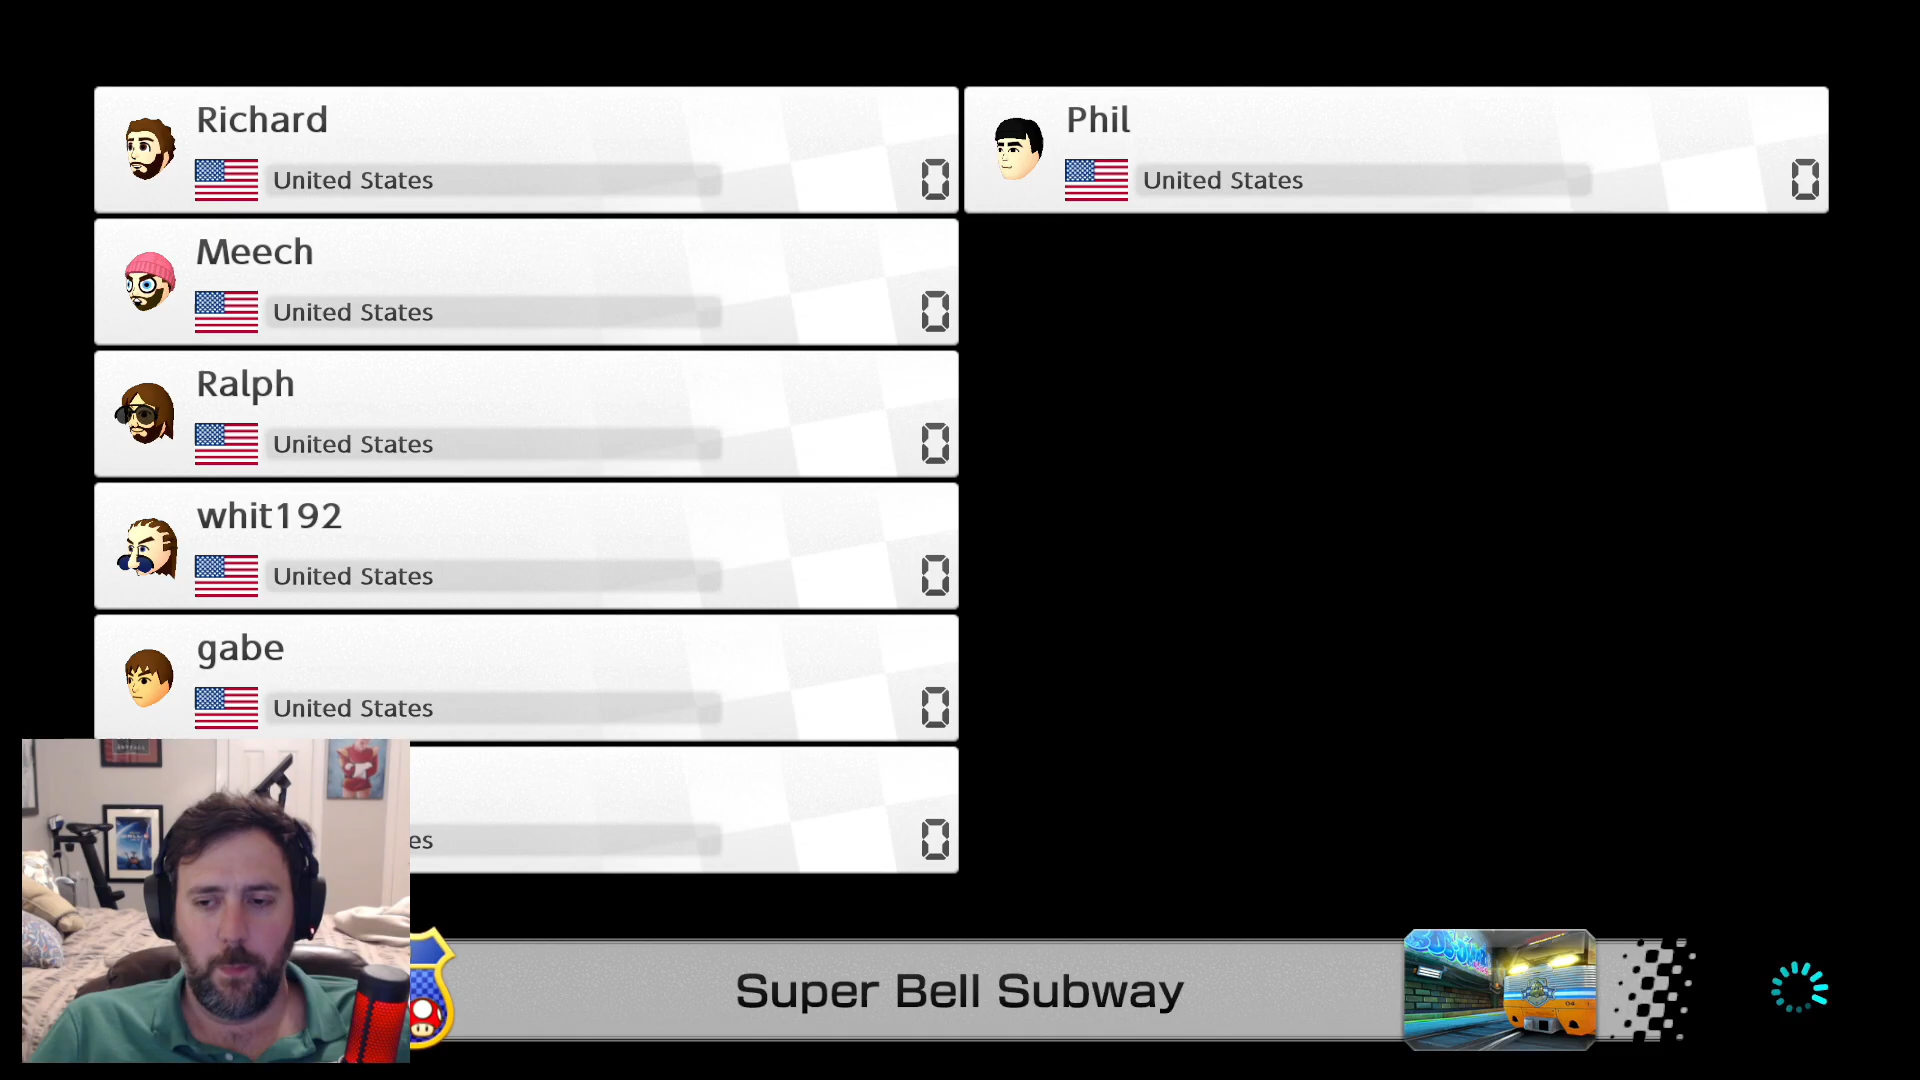 Richard
United States
0
Meech
United States
0
Ralph
United States
0
whit192
United States
0
gabe
United States
0
es
0
Phil
United States
0
Super Bell Subway